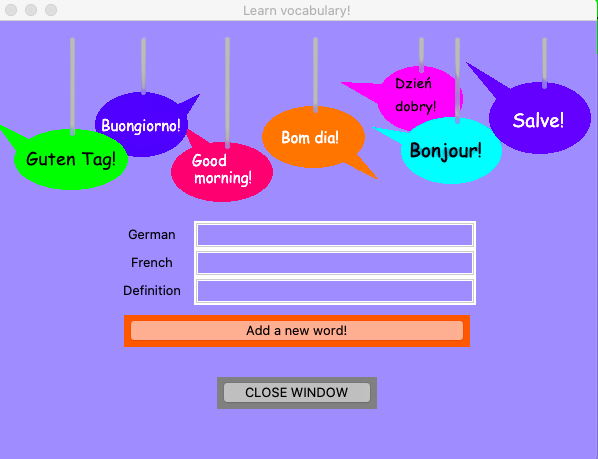 Learn vocabulary!
Guten Tag!
Buongiorno!
Good
morning!
Bom dia!
Dzień
dobry!
Bonjour!
Salve!
German
French
Definition
Add a new word!
CLOSE WINDOW